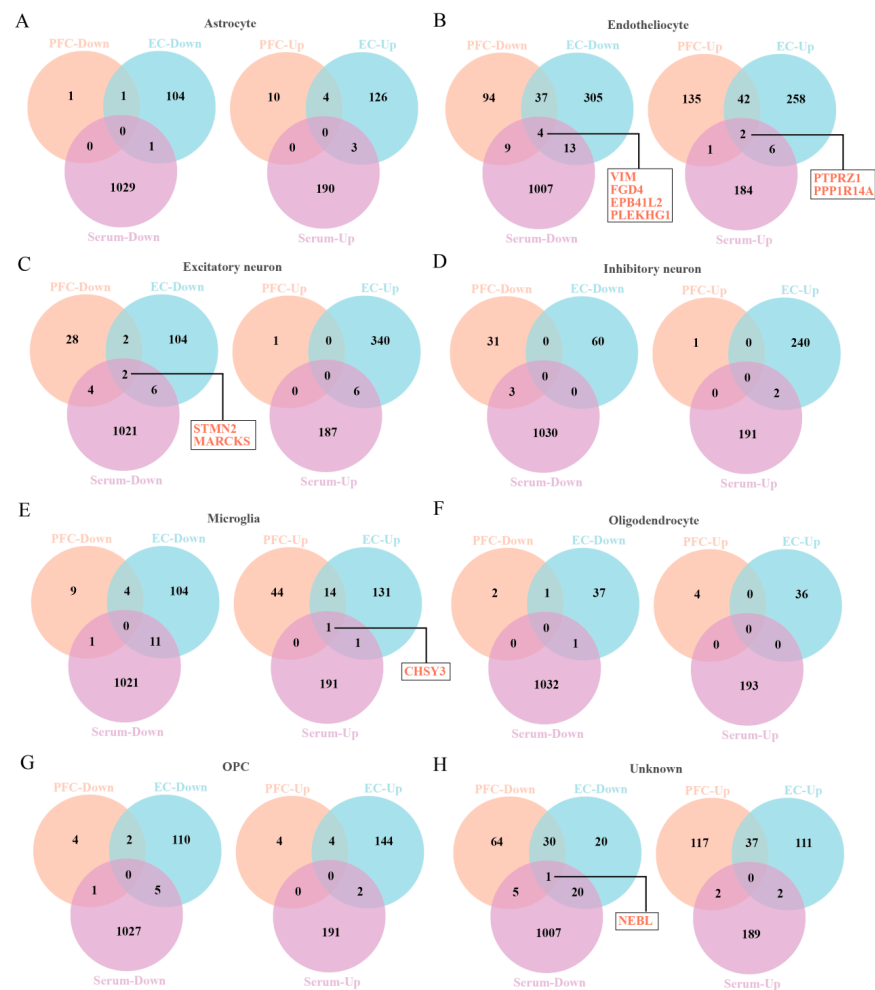 A
Astrocyte
PFC-Down
EC-Down
1
1
104
0
0
1
1029
Serum-Down
PFC-Up
EC-Up
10
4
126
0
0
3
190
Serum-Up
B
Endotheliocyte
PFC-Down
EC-Down
94
37
305
4
9
13
1007
VIM
FGD4
EPB41L2
PLEKHG1
Serum-Down
PFC-Up
EC-Up
135
42
258
2
1
6
184
PTPRZ1
PPP1R14A
Serum-Up
C
Excitatory neuron
PFC-Down
EC-Down
28
2
104
2
4
6
1021
STMN2
MARCKS
Serum-Down
PFC-Up
EC-Up
1
0
340
0
0
6
187
Serum-Up
D
Inhibitory neuron
PFC-Down
EC-Down
31
0
60
0
3
0
1030
Serum-Down
PFC-Up
EC-Up
1
0
240
0
0
2
191
Serum-Up
E
Microglia
PFC-Down
EC-Down
9
4
104
0
1
11
1021
Serum-Down
PFC-Up
EC-Up
44
14
131
1
0
1
191
CHSY3
Serum-Up
F
Oligodendrocyte
PFC-Down
EC-Down
2
1
37
0
0
1
1032
Serum-Down
PFC-Up
EC-Up
4
0
36
0
0
0
193
Serum-Up
G
OPC
PFC-Down
EC-Down
4
2
110
0
1
5
1027
Serum-Down
PFC-Up
EC-Up
4
4
144
0
0
2
191
Serum-Up
H
Unknown
PFC-Down
EC-Down
64
30
20
1
5
20
1007
NEBL
Serum-Down
PFC-Up
EC-Up
117
37
111
0
2
2
189
Serum-Up